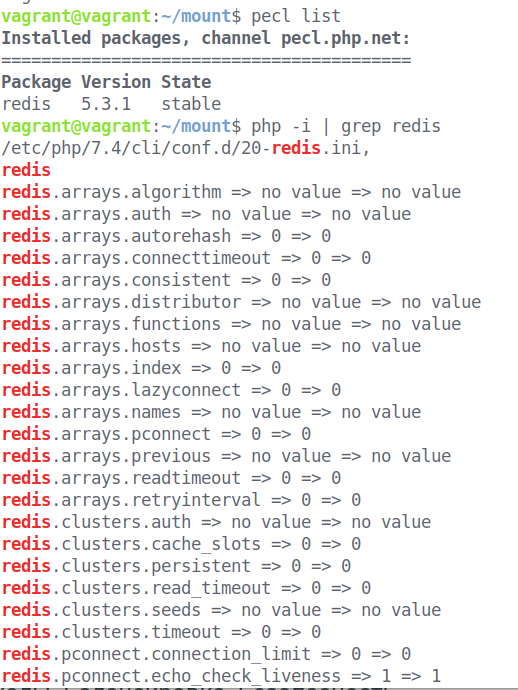 vagrant@vagrant:~/mount$ pecl list
Installed packages, channel pecl.php.net:
=========================================
Package Version State
redis   5.3.1   stable
vagrant@vagrant:~/mount$ php -i | grep redis
/etc/php/7.4/cli/conf.d/20-redis.ini,
redis
redis.arrays.algorithm => no value => no value
redis.arrays.auth => no value => no value
redis.arrays.autorehash => 0 => 0
redis.arrays.connecttimeout => 0 => 0
redis.arrays.consistent => 0 => 0
redis.arrays.distributor => no value => no value
redis.arrays.functions => no value => no value
redis.arrays.hosts => no value => no value
redis.arrays.index => 0 => 0
redis.arrays.lazyconnect => 0 => 0
redis.arrays.names => no value => no value
redis.arrays.pconnect => 0 => 0
redis.arrays.previous => no value => no value
redis.arrays.readtimeout => 0 => 0
redis.arrays.retryinterval => 0 => 0
redis.clusters.auth => no value => no value
redis.clusters.cache_slots => 0 => 0
redis.clusters.persistent => 0 => 0
redis.clusters.read_timeout => 0 => 0
redis.clusters.seeds => no value => no value
redis.clusters.timeout => 0 => 0
redis.pconnect.connection_limit => 0 => 0
redis.pconnect.echo_check_liveness => 1 => 1